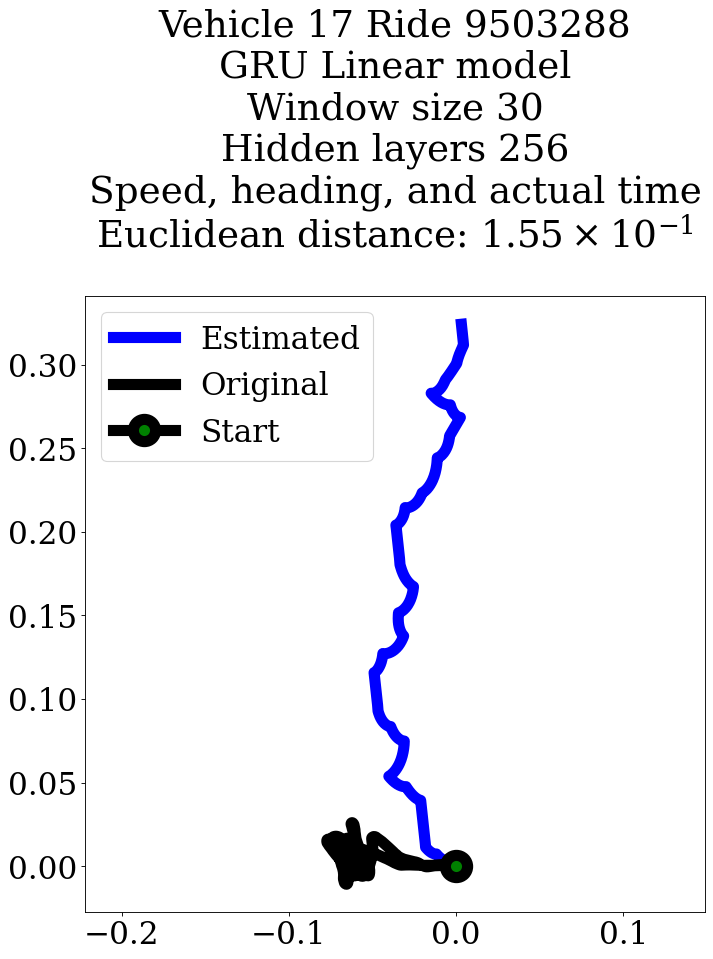 Vehicle 17 Ride 9503288
GRU Linear model
Window size 30
Hidden layers 256
Speed, heading, and actual time
Euclidean distance: 1.55 × 10⁻¹
Estimated
Original
Start
0.30
0.25
0.20
0.15
0.10
0.05
0.00
−0.2
−0.1
0.0
0.1